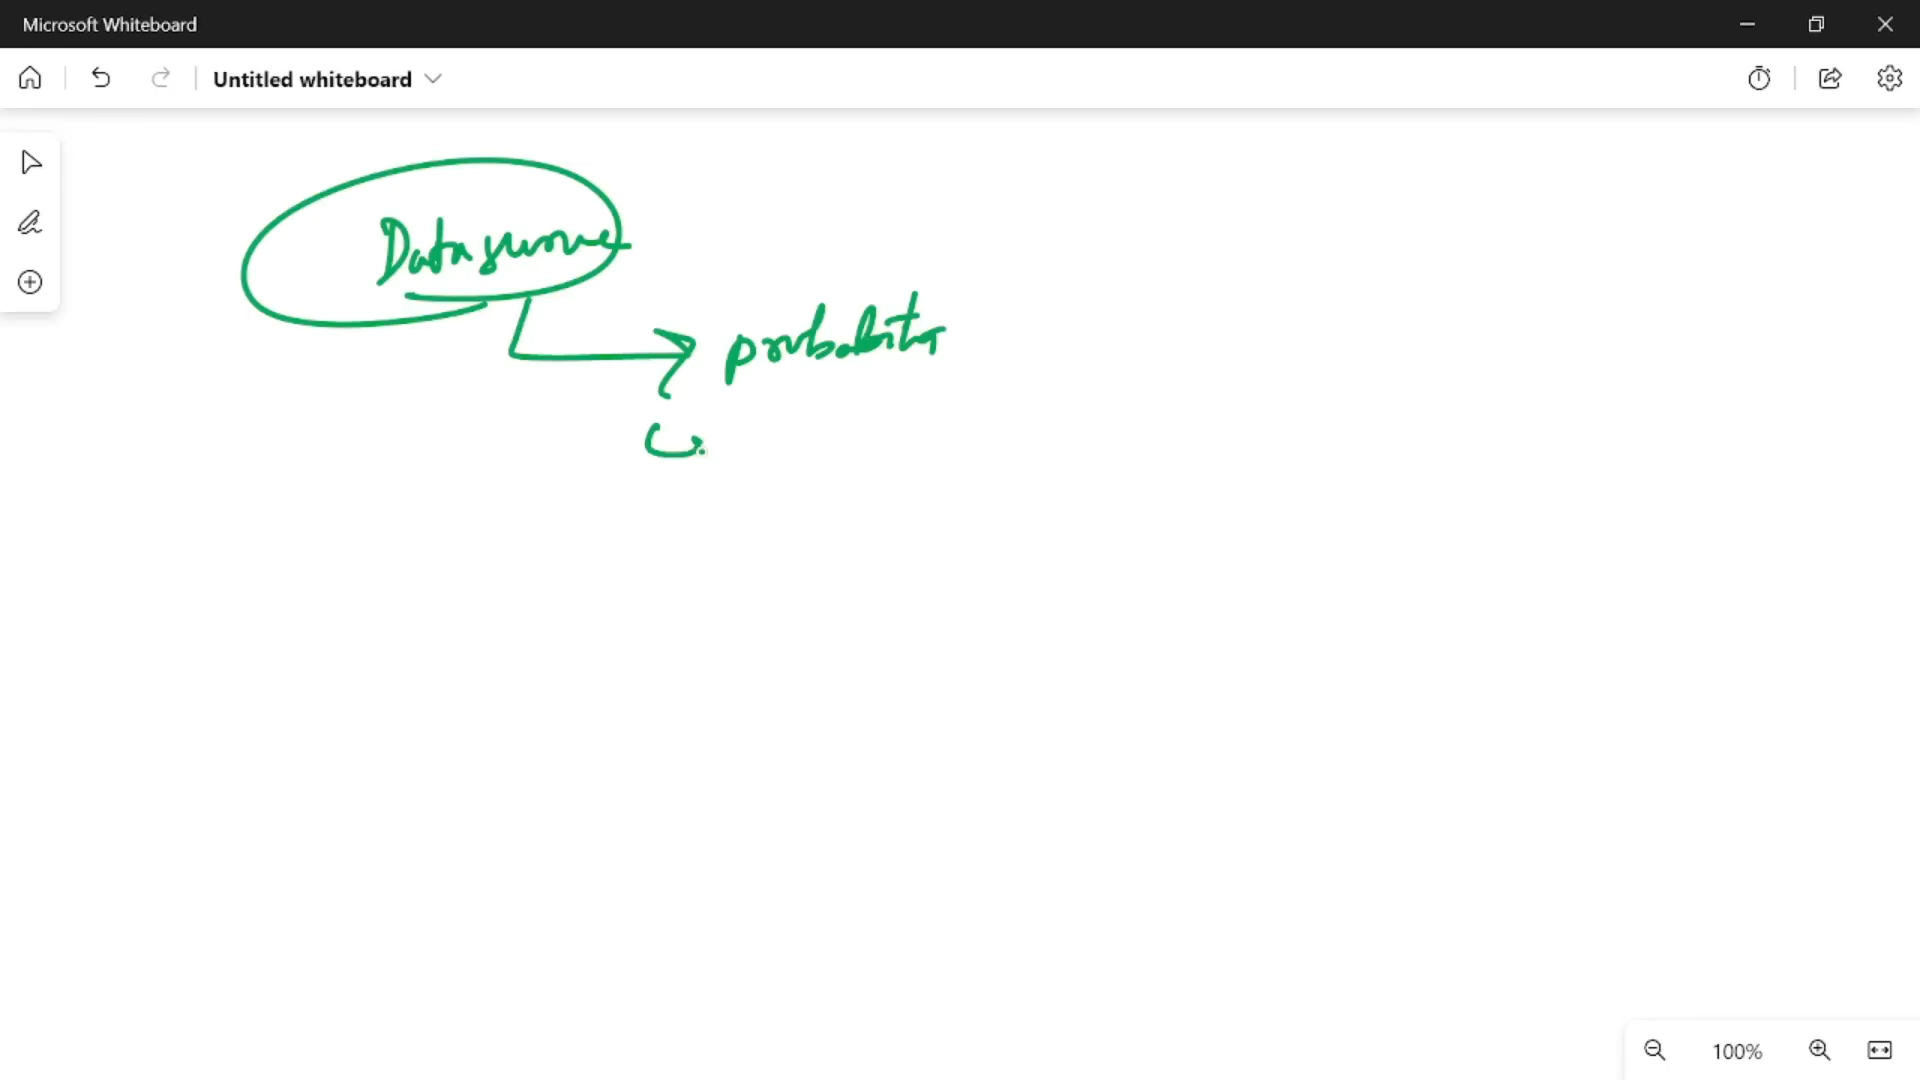 Microsoft Whiteboard
Untitled whiteboard
Data science
probability
100%